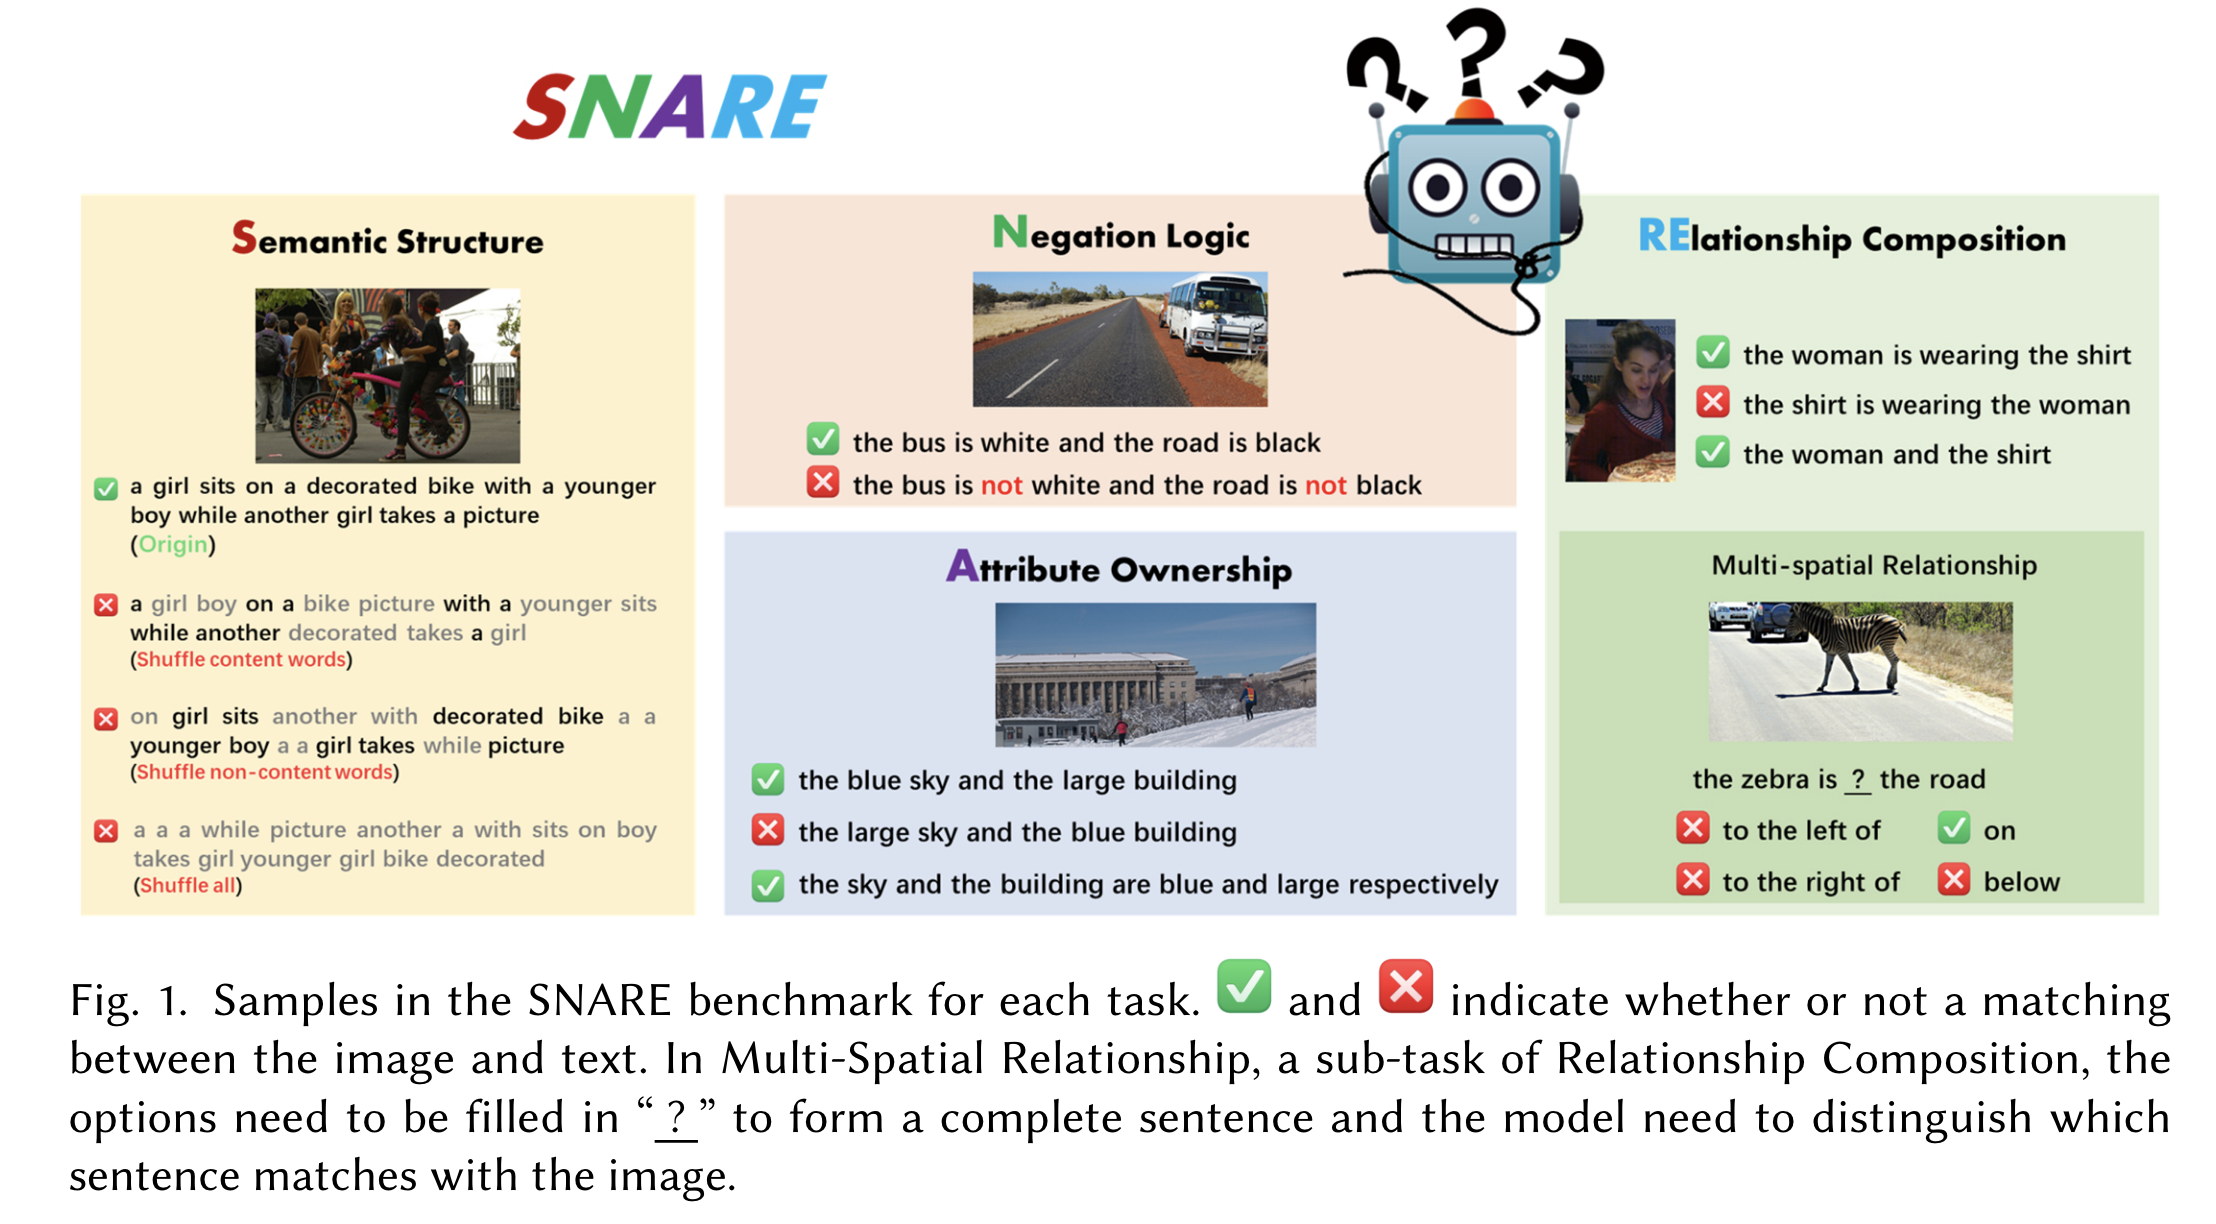 SNARE
? ? ?
Semantic Structure
a girl sits on a decorated bike with a younger
boy while another girl takes a picture
(Origin)
a girl boy on a bike picture with a younger sits
while another decorated takes a girl
(Shuffle content words)
on girl sits another with decorated bike a a
younger boy a a girl takes while picture
(Shuffle non-content words)
a a a while picture another a with sits on boy
takes girl younger girl bike decorated
(Shuffle all)
Negation Logic
the bus is white and the road is black
the bus is not white and the road is not black
Attribute Ownership
the blue sky and the large building
the large sky and the blue building
the sky and the building are blue and large respectively
RElationship Composition
the woman is wearing the shirt
the shirt is wearing the woman
the woman and the shirt
Multi-spatial Relationship
the zebra is ? the road
to the left of
on
to the right of
below
Fig. 1. Samples in the SNARE benchmark for each task. ✅ and ❌ indicate whether or not a matching
between the image and text. In Multi-Spatial Relationship, a sub-task of Relationship Composition, the
options need to be filled in “ ? ” to form a complete sentence and the model need to distinguish which
sentence matches with the image.